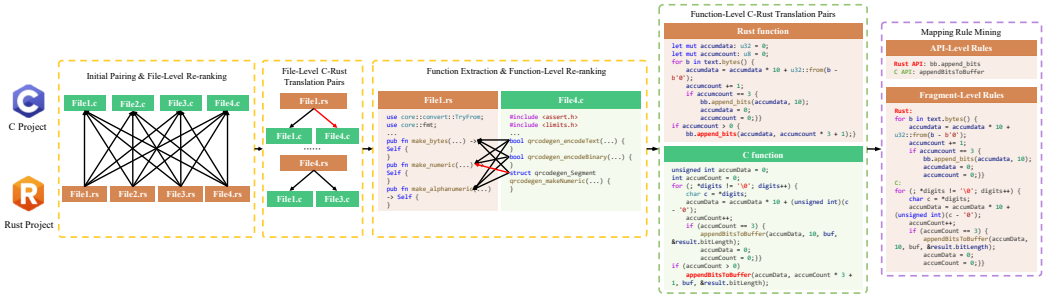 C Project
Rust Project
Initial Pairing & File-Level Re-ranking
File1.c
File2.c
File3.c
File4.c
File1.rs
File2.rs
File3.rs
File4.rs
File-Level C-Rust
Translation Pairs
File1.rs
File1.c
File4.c
......
File4.rs
File1.c
File3.c
Function Extraction & Function-Level Re-ranking
File1.rs
use core::convert::TryFrom;
use core::fmt;
...
pub fn make_bytes(...) ->
Self {
}
pub fn make_numeric(...)
-> Self {
}
pub fn make_alphanumeric(...)
-> Self {
}
File4.c
#include <assert.h>
#include <limits.h>
...
bool qrcodegen_encodeText(...) {
}
bool qrcodegen_encodeBinary(...) {
}
struct qrcodegen_Segment
qrcodegen_makeNumeric(...) {
}
Function-Level C-Rust Translation Pairs
Rust function
let mut accumdata: u32 = 0;
let mut accumcount: u8 = 0;
for b in text.bytes() {
accumdata = accumdata * 10 + u32::from(b -
b'0');
accumcount += 1;
if accumcount == 3 {
bb.append_bits(accumdata, 10);
accumdata = 0;
accumcount = 0;}}
if accumcount > 0 {
bb.append_bits(accumdata, accumcount * 3 + 1);}
C function
unsigned int accumData = 0;
int accumCount = 0;
for (; *digits != '\0'; digits++) {
char c = *digits;
accumData = accumData * 10 + (unsigned int)(c
- '0');
accumCount++;
if (accumCount == 3) {
appendBitsToBuffer(accumData, 10, buf,
&result.bitLength);
accumData = 0;
accumCount = 0;}}
if (accumCount > 0)
appendBitsToBuffer(accumData, accumCount * 3 +
1, buf, &result.bitLength);
Mapping Rule Mining
API-Level Rules
Rust API: bb.append_bits
C API: appendBitsToBuffer
Fragment-Level Rules
Rust:
for b in text.bytes() {
accumdata = accumdata * 10 +
u32::from(b - b'0');
accumcount += 1;
if accumcount == 3 {
bb.append_bits(accumdata, 10);
accumdata = 0;
accumcount = 0;}}
C:
for (; *digits != '\0'; digits++) {
char c = *digits;
accumData = accumData * 10 +
(unsigned int)(c - '0');
accumCount++;
if (accumCount == 3) {
appendBitsToBuffer(accumData,
10, buf, &result.bitLength);
accumData = 0;
accumCount = 0;}}